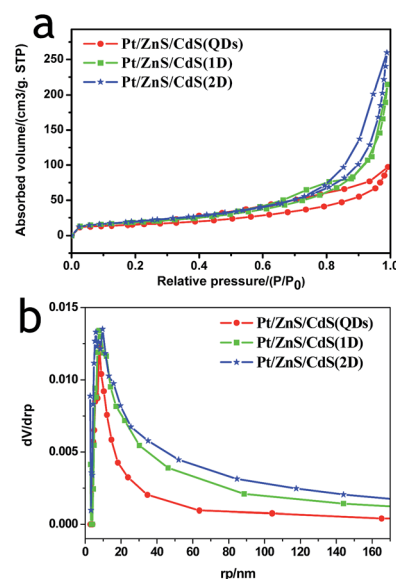 a
Pt/ZnS/CdS(QDs)
Pt/ZnS/CdS(1D)
Pt/ZnS/CdS(2D)
Absorbed volume/(cm3/g. STP)
250
200
150
100
50
0
0.0 0.2 0.4 0.6 0.8 1.0
Relative pressure/(P/P0)
b
Pt/ZnS/CdS(QDs)
Pt/ZnS/CdS(1D)
Pt/ZnS/CdS(2D)
dV/drp
0.015
0.010
0.005
0.000
0 20 40 60 80 100 120 140 160
rp/nm